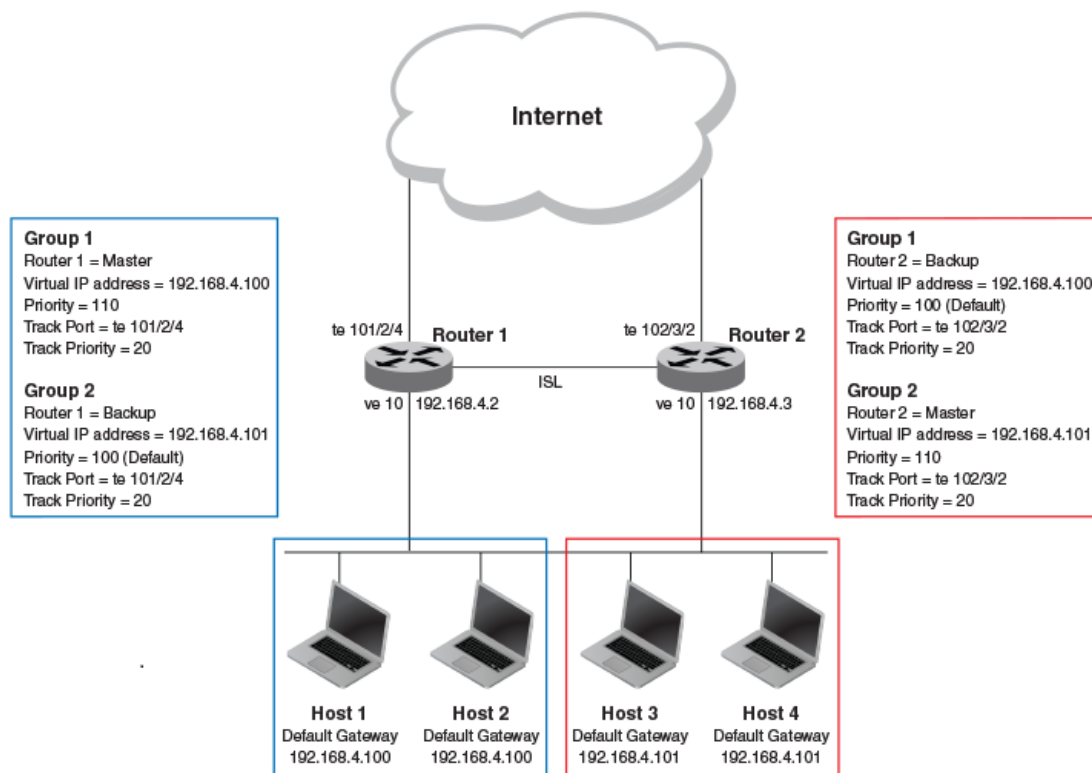 Internet
Group 1
Router 1 = Master
Virtual IP address = 192.168.4.100
Priority = 110
Track Port = te 101/2/4
Track Priority = 20
Group 2
Router 1 = Backup
Virtual IP address = 192.168.4.101
Priority = 100 (Default)
Track Port = te 101/2/4
Track Priority = 20
te 101/2/4
Router 1
ve 10
192.168.4.2
ISL
te 102/3/2
Router 2
ve 10
192.168.4.3
Group 1
Router 2 = Backup
Virtual IP address = 192.168.4.100
Priority = 100 (Default)
Track Port = te 102/3/2
Track Priority = 20
Group 2
Router 2 = Master
Virtual IP address = 192.168.4.101
Priority = 110
Track Port = te 102/3/2
Track Priority = 20
Host 1
Default Gateway
192.168.4.100
Host 2
Default Gateway
192.168.4.100
Host 3
Default Gateway
192.168.4.101
Host 4
Default Gateway
192.168.4.101